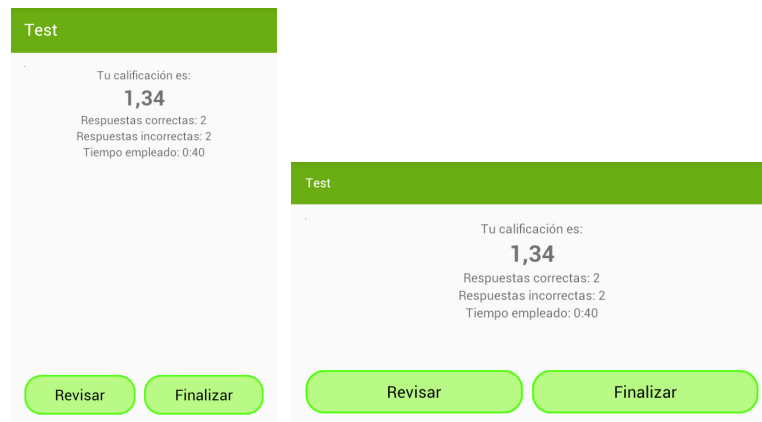 Test
Tu calificación es:
1,34
Respuestas correctas: 2
Respuestas incorrectas: 2
Tiempo empleado: 0:40
Revisar
Finalizar
Test
Tu calificación es:
1,34
Respuestas correctas: 2
Respuestas incorrectas: 2
Tiempo empleado: 0:40
Revisar
Finalizar